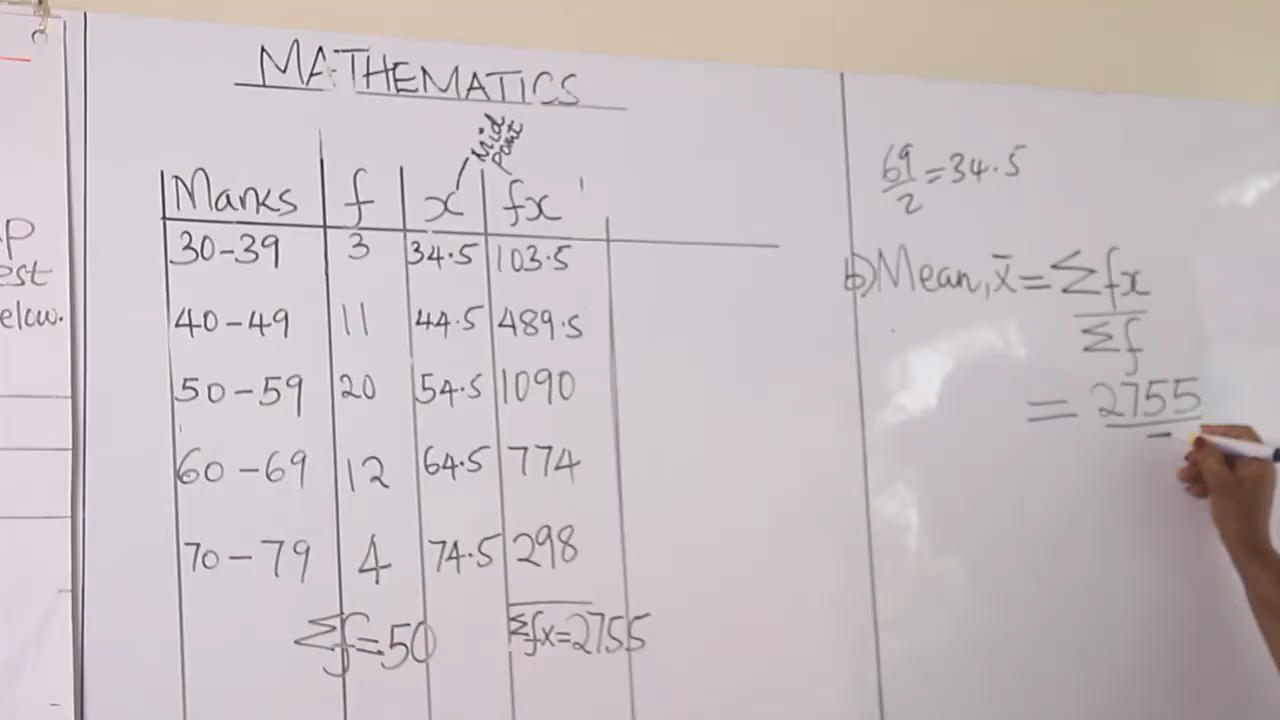 MATHEMATICS
Mid
Point
Marks f x fx
30-39 3 34.5 103.5
40-49 11 44.5 489.5
50-59 20 54.5 1090
60-69 12 64.5 774
70-79 4 74.5 298
Σf=50 Σfx=2755
69/2=34.5
b) Mean, x̄ = Σfx
Σf
= 2755
est
elow.